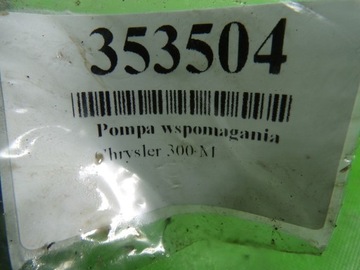 353504
Pompa wspomagania
Chrysler 300-M